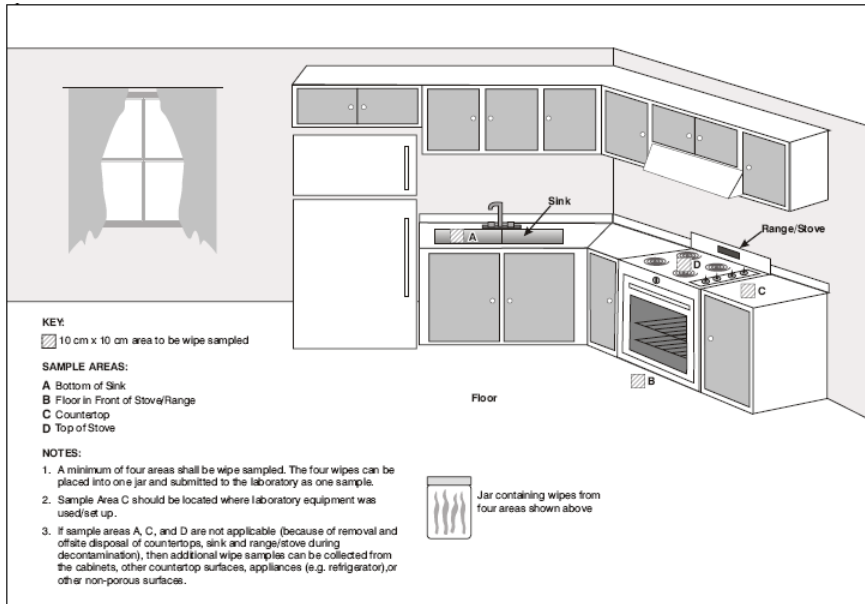 Sink
Range/Stove
A
D
C
B
Floor
KEY:
10 cm x 10 cm area to be wipe sampled
SAMPLE AREAS:
A Bottom of Sink
B Floor in Front of Stove/Range
C Countertop
D Top of Stove
NOTES:
1. A minimum of four areas shall be wipe sampled. The four wipes can be
placed into one jar and submitted to the laboratory as one sample.
2. Sample Area C should be located where laboratory equipment was
used/set up.
3. If sample areas A, C, and D are not applicable (because of removal and
offsite disposal of countertops, sink and range/stove during
decontamination), then additional wipe samples can be collected from
the cabinets, other countertop surfaces, appliances (e.g. refrigerator),or
other non-porous surfaces.
Jar containing wipes from
four areas shown above